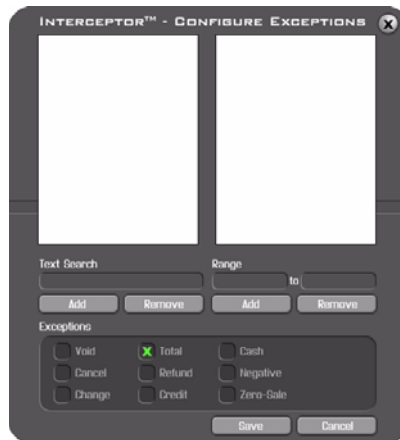 Interceptor™ - Configure Exceptions X
Text Search Range
to
Add Remove Add Remove
Exceptions
Void X Total Cash
Cancel Refund Negative
Change Credit Zero-Sale
Save Cancel